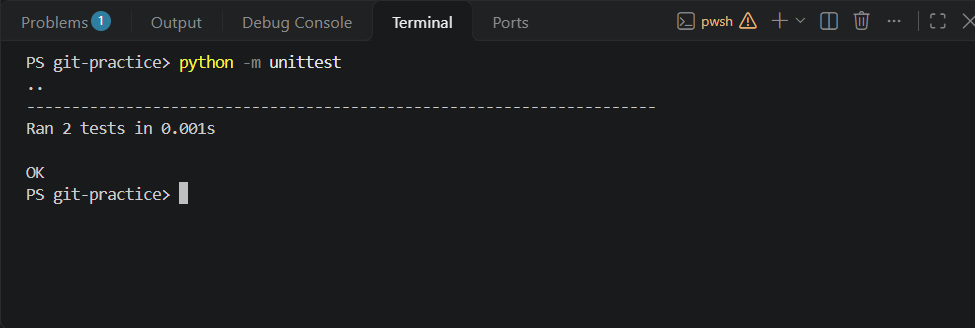 Problems 1 Output Debug Console Terminal Ports pwsh
PS git-practice> python -m unittest
..
----------------------------------------------------------------------
Ran 2 tests in 0.001s
OK
PS git-practice>